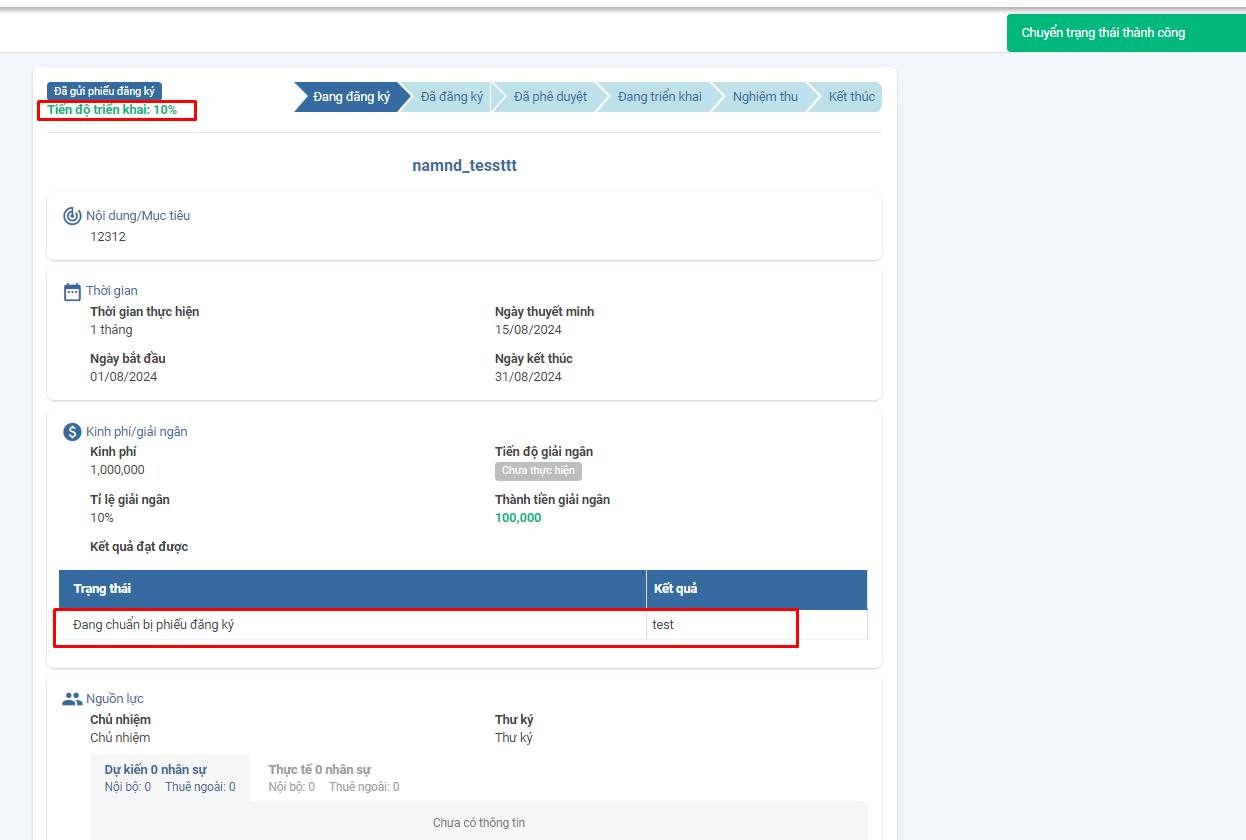 Chuyển trạng thái thành công
Đã gửi phiếu đăng ký
Tiến độ triển khai: 10%
Đang đăng ký
Đã đăng ký
Đã phê duyệt
Đang triển khai
Nghiệm thu
Kết thúc
namnd_tessttt
Nội dung/Mục tiêu
12312
Thời gian
Thời gian thực hiện
1 tháng
Ngày thuyết minh
15/08/2024
Ngày bắt đầu
01/08/2024
Ngày kết thúc
31/08/2024
Kinh phí/giải ngân
Kinh phí
1,000,000
Tiến độ giải ngân
Chưa thực hiện
Tỉ lệ giải ngân
10%
Thành tiền giải ngân
100,000
Kết quả đạt được
Trạng thái
Kết quả
Đang chuẩn bị phiếu đăng ký
test
Nguồn lực
Chủ nhiệm
Chủ nhiệm
Thư ký
Thư ký
Dự kiến 0 nhân sự
Nội bộ: 0 Thuê ngoài: 0
Thực tế 0 nhân sự
Nội bộ: 0 Thuê ngoài: 0
Chưa có thông tin